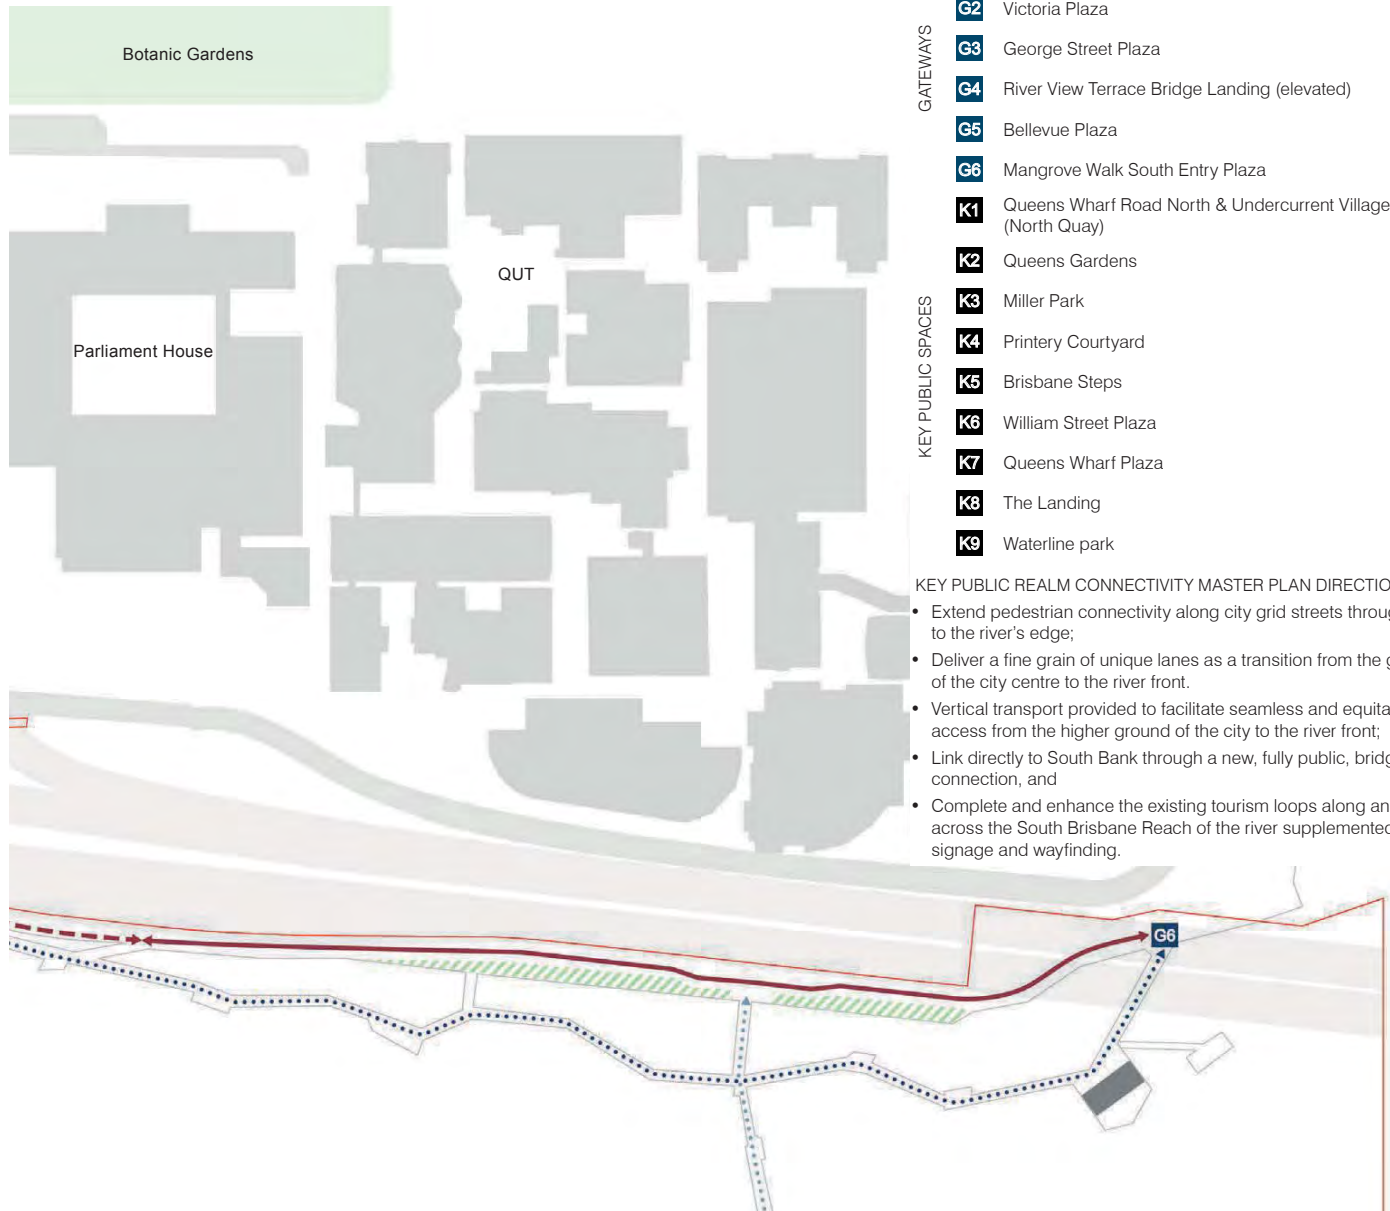 Botanic Gardens
QUT
Parliament House
G6
GATEWAYS
G2 Victoria Plaza
G3 George Street Plaza
G4 River View Terrace Bridge Landing (elevated)
G5 Bellevue Plaza
G6 Mangrove Walk South Entry Plaza
KEY PUBLIC SPACES
K1 Queens Wharf Road North & Undercurrent Village
(North Quay)
K2 Queens Gardens
K3 Miller Park
K4 Printery Courtyard
K5 Brisbane Steps
K6 William Street Plaza
K7 Queens Wharf Plaza
K8 The Landing
K9 Waterline park
KEY PUBLIC REALM CONNECTIVITY MASTER PLAN DIRECTIO
• Extend pedestrian connectivity along city grid streets throug
to the river's edge;
• Deliver a fine grain of unique lanes as a transition from the g
of the city centre to the river front.
• Vertical transport provided to facilitate seamless and equita
access from the higher ground of the city to the river front;
• Link directly to South Bank through a new, fully public, bridg
connection, and
• Complete and enhance the existing tourism loops along an
across the South Brisbane Reach of the river supplemented
signage and wayfinding.